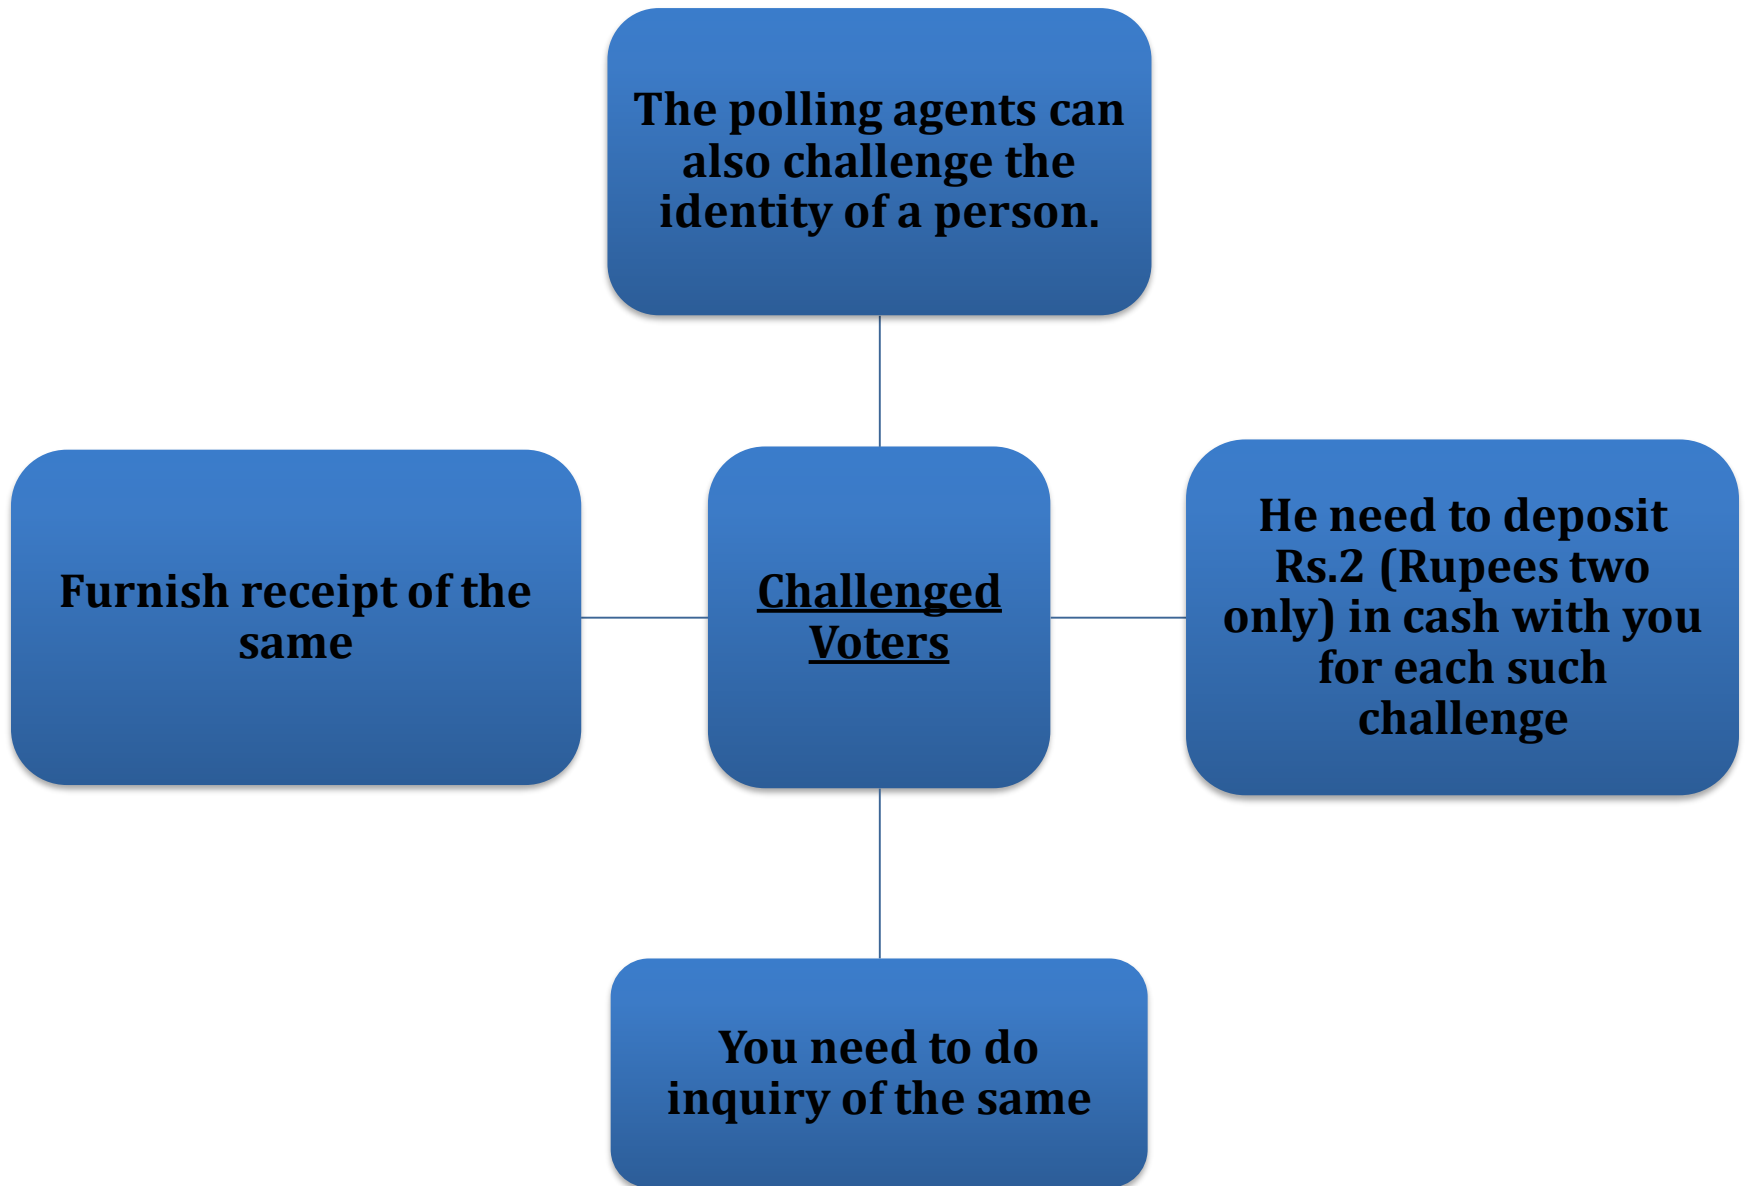 The polling agents can
also challenge the
identity of a person.
Furnish receipt of the
same
Challenged
Voters
He need to deposit
Rs.2 (Rupees two
only) in cash with you
for each such
challenge
You need to do
inquiry of the same